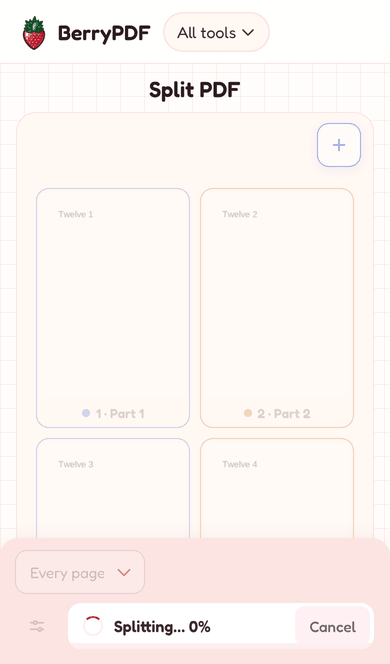 BerryPDF
All tools
Split PDF
Twelve 1
Twelve 2
1 · Part 1
2 · Part 2
Twelve 3
Twelve 4
Every page
Splitting... 0%
Cancel